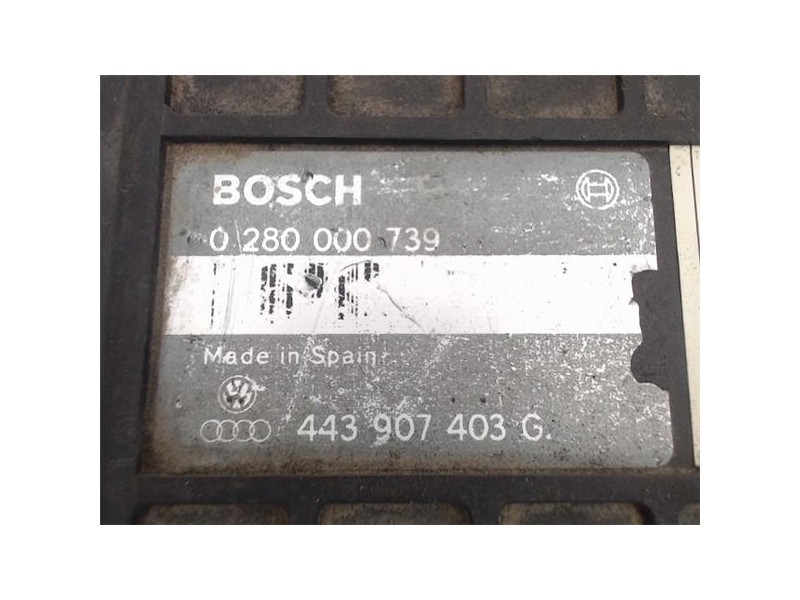 BOSCH
0 280 000 739
Made in Spain
443 907 403 G.